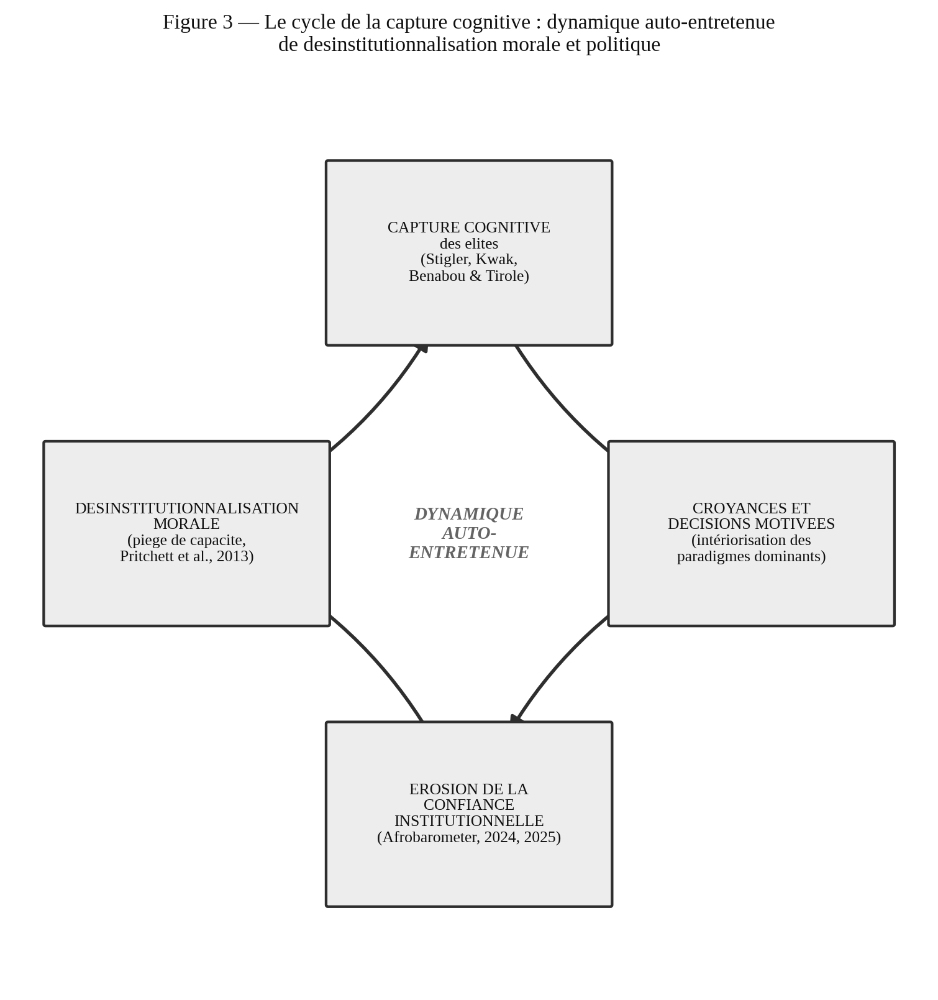 Figure 3 — Le cycle de la capture cognitive : dynamique auto-entretenue
de desinstitutionnalisation morale et politique
CAPTURE COGNITIVE
des elites
(Stigler, Kwak,
Benabou & Tirole)
DESINSTITUTIONNALISATION
MORALE
(piege de capacite,
Pritchett et al., 2013)
DYNAMIQUE
AUTO-
ENTRETENUE
CROYANCES ET
DECISIONS MOTIVEES
(intériorisation des
paradigmes dominants)
EROSION DE LA
CONFIANCE
INSTITUTIONNELLE
(Afrobarometer, 2024, 2025)